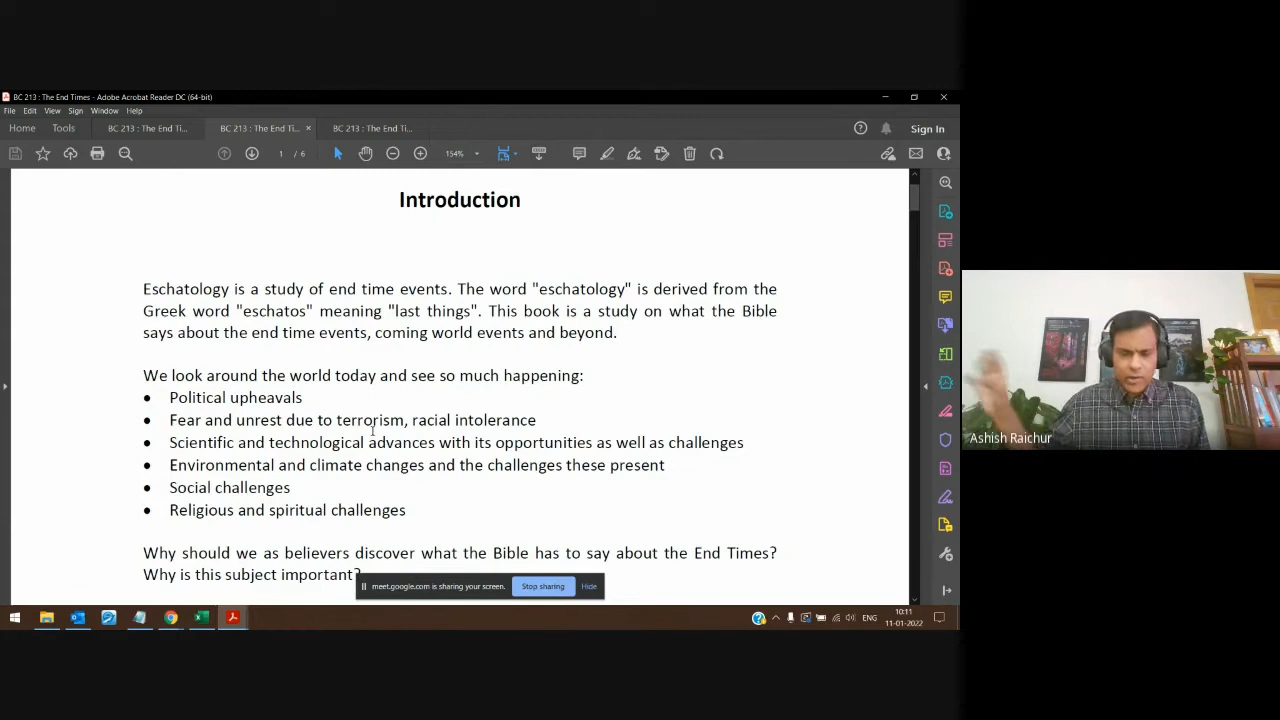 BC 213 : The End Times - Adobe Acrobat Reader DC (64-bit)
File Edit View Sign Window Help
Home Tools BC 213 : The End Ti... BC 213 : The End Ti... × BC 213 : The End Ti... Sign In
1 / 6 154%
Introduction
Eschatology is a study of end time events. The word "eschatology" is derived from the
Greek word "eschatos" meaning "last things". This book is a study on what the Bible
says about the end time events, coming world events and beyond.
We look around the world today and see so much happening:
• Political upheavals
• Fear and unrest due to terrorism, racial intolerance
• Scientific and technological advances with its opportunities as well as challenges
• Environmental and climate changes and the challenges these present
• Social challenges
• Religious and spiritual challenges
Why should we as believers discover what the Bible has to say about the End Times?
Why is this subject important?
meet.google.com is sharing your screen. Stop sharing Hide
ENG 10:11
11-01-2022
Ashish Raichur